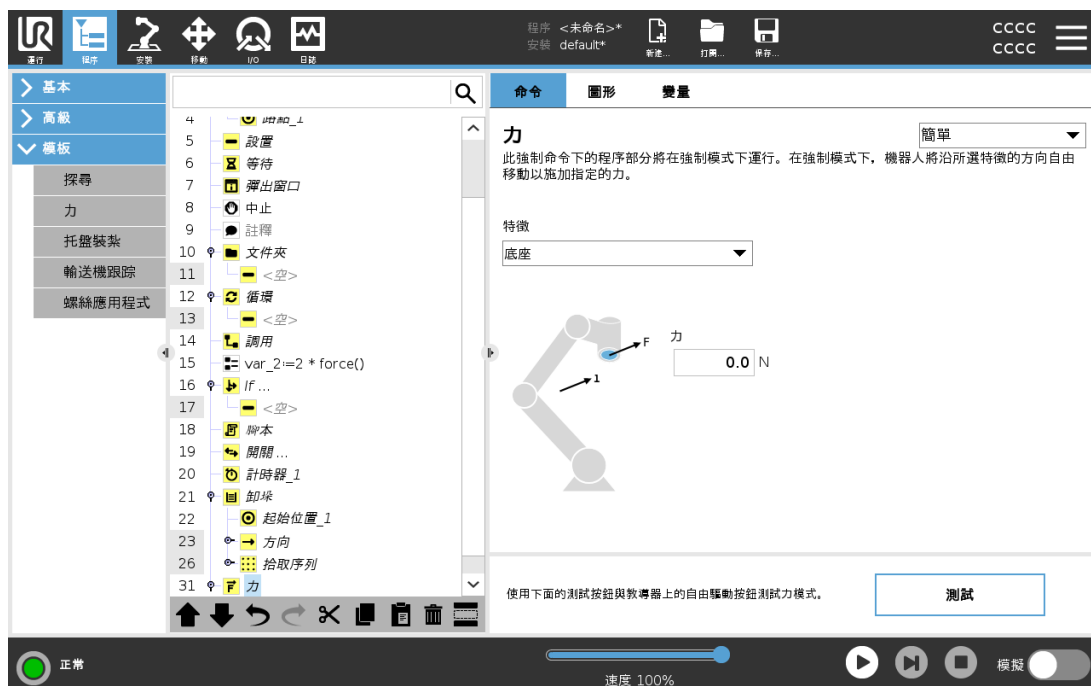 程序 <未命名>*
安裝 default*
新建...
打開...
保存...
CCCC
CCCC
運行
程序
安裝
移動
I/O
日誌
基本
高級
模板
探尋
力
托盤裝紮
輸送機跟踪
螺絲應用程式
4 路點_1
5 設置
6 等待
7 彈出窗口
8 中止
9 註釋
10 文件夾
11 <空>
12 循環
13 <空>
14 調用
15 var_2:=2 * force()
16 If ...
17 <空>
18 腳本
19 開關 ...
20 計時器_1
21 卸垛
22 起始位置_1
23 方向
26 拾取序列
31 力
命令
圖形
變量
力
簡單
此強制命令下的程序部分將在強制模式下運行。在強制模式下，機器人將沿所選特徵的方向自由
移動以施加指定的力。
特徵
底座
F
1
力
0.0 N
使用下面的測試按鈕與教導器上的自由驅動按鈕測試力模式。
測試
正常
速度 100%
模擬